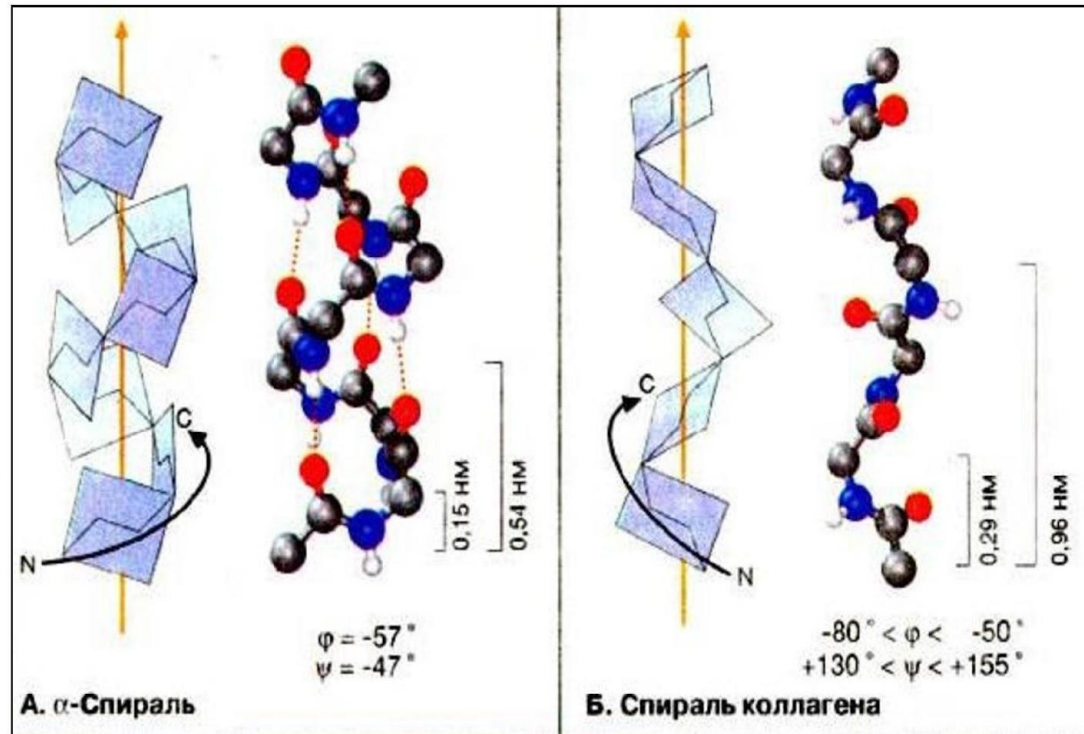 C
N
0,15 нм
0,54 нм
φ = -57°
ψ = -47°
А. α-Спираль
C
N
0,29 нм
0,96 нм
-80° < φ < -50°
+130° < ψ < +155°
Б. Спираль коллагена